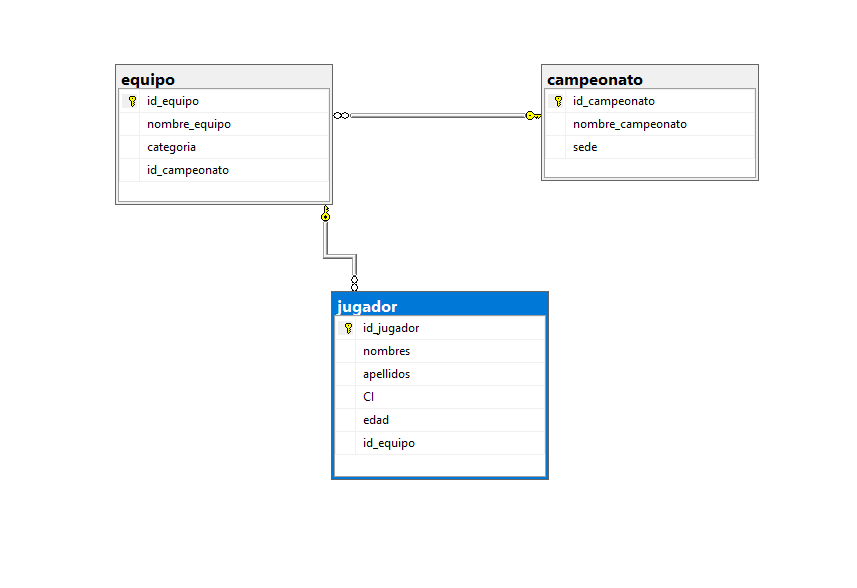 equipo
id_equipo
nombre_equipo
categoria
id_campeonato
campeonato
id_campeonato
nombre_campeonato
sede
jugador
id_jugador
nombres
apellidos
CI
edad
id_equipo